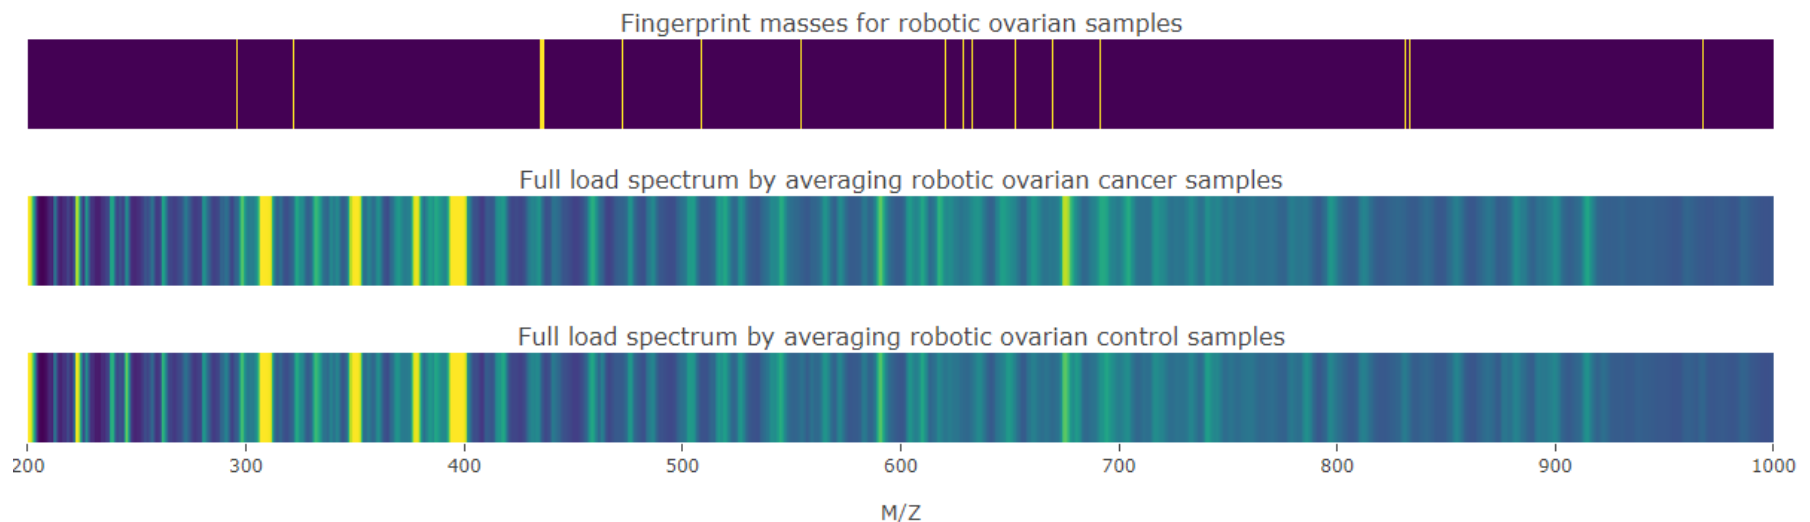 Fingerprint masses for robotic ovarian samples
Full load spectrum by averaging robotic ovarian cancer samples
Full load spectrum by averaging robotic ovarian control samples
200 300 400 500 600 700 800 900 1000
M/Z